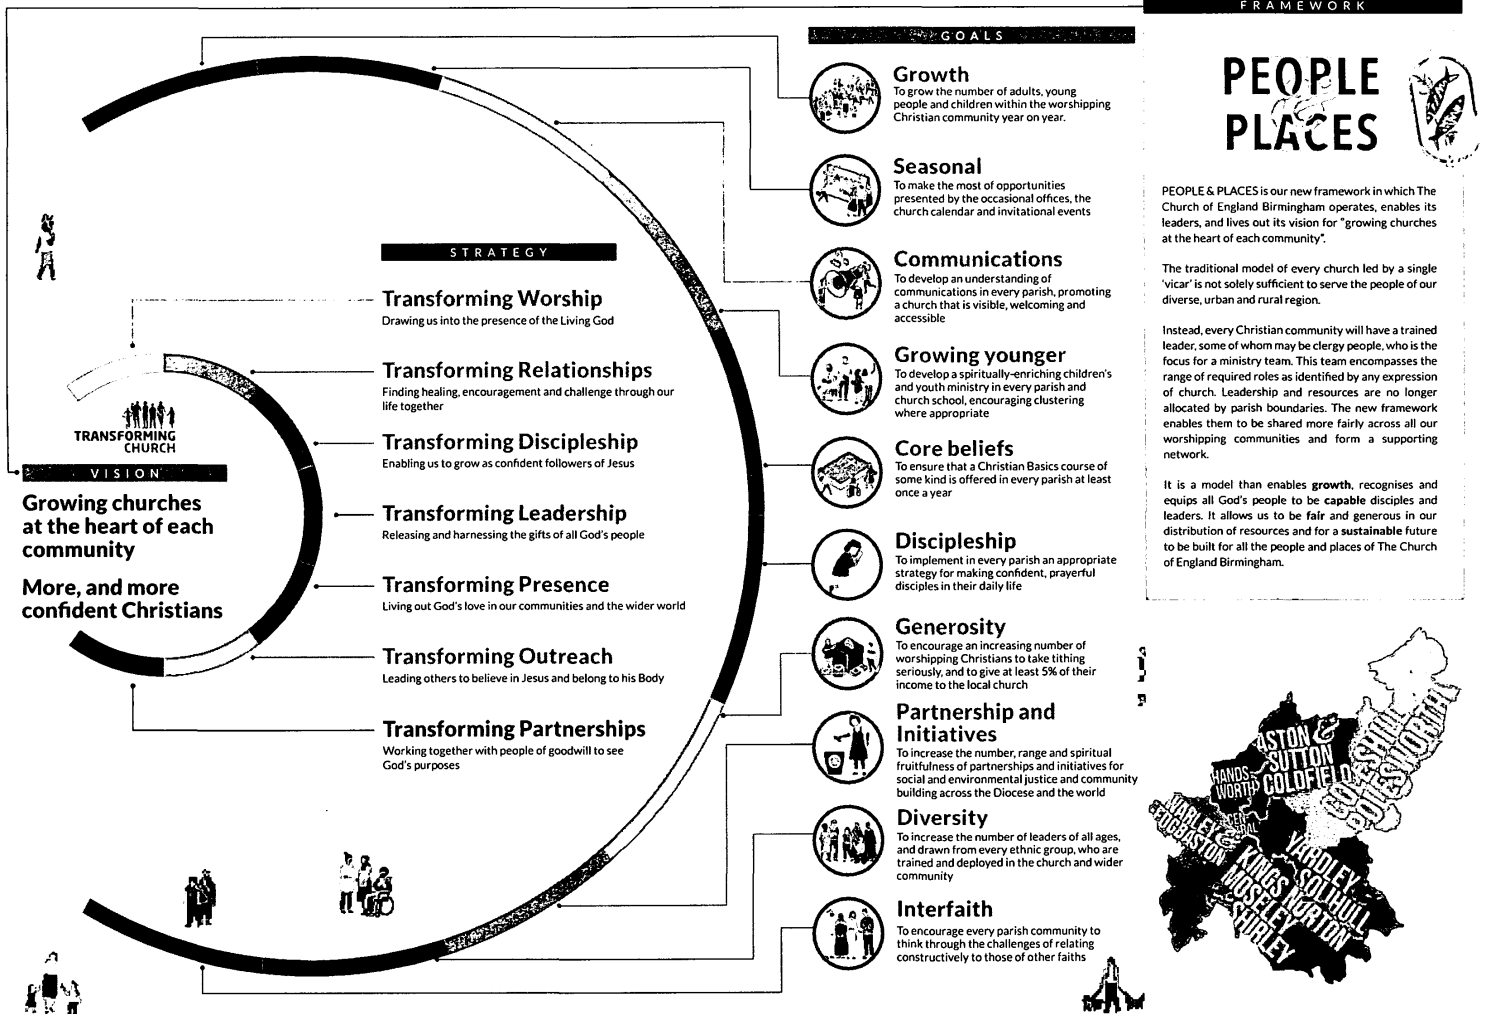 TRANSFORMING
CHURCH
VISION
Growing churches
at the heart of each
community
More, and more
confident Christians
STRATEGY
Transforming Worship
Drawing us into the presence of the Living God
Transforming Relationships
Finding healing, encouragement and challenge through our
life together
Transforming Discipleship
Enabling us to grow as confident followers of Jesus
Transforming Leadership
Releasing and harnessing the gifts of all God's people
Transforming Presence
Living out God's love in our communities and the wider world
Transforming Outreach
Leading others to believe in Jesus and belong to his Body
Transforming Partnerships
Working together with people of goodwill to see
God's purposes
GOALS
Growth
To grow the number of adults, young
people and children within the worshipping
Christian community year on year.
Seasonal
To make the most of opportunities
presented by the occasional offices, the
church calendar and invitational events
Communications
To develop an understanding of
communications in every parish, promoting
a church that is visible, welcoming and
accessible
Growing younger
To develop a spiritually-enriching children's
and youth ministry in every parish and
church school, encouraging clustering
where appropriate
Core beliefs
To ensure that a Christian Basics course of
some kind is offered in every parish at least
once a year
Discipleship
To implement in every parish an appropriate
strategy for making confident, prayerful
disciples in their daily life
Generosity
To encourage an increasing number of
worshipping Christians to take tithing
seriously, and to give at least 5% of their
income to the local church
Partnership and
Initiatives
To increase the number, range and spiritual
fruitfulness of partnerships and initiatives for
social and environmental justice and community
building across the Diocese and the world
Diversity
To increase the number of leaders of all ages,
and drawn from every ethnic group, who are
trained and deployed in the church and wider
community
Interfaith
To encourage every parish community to
think through the challenges of relating
constructively to those of other faiths
FRAMEWORK
PEOPLE
&
PLACES
PEOPLE & PLACES is our new framework in which The
Church of England Birmingham operates, enables its
leaders, and lives out its vision for "growing churches
at the heart of each community".
The traditional model of every church led by a single
'vicar' is not solely sufficient to serve the people of our
diverse, urban and rural region.
Instead, every Christian community will have a trained
leader, some of whom may be clergy people, who is the
focus for a ministry team. This team encompasses the
range of required roles as identified by any expression
of church. Leadership and resources are no longer
allocated by parish boundaries. The new framework
enables them to be shared more fairly across all our
worshipping communities and form a supporting
network.
It is a model than enables growth, recognises and
equips all God's people to be capable disciples and
leaders. It allows us to be fair and generous in our
distribution of resources and for a sustainable future
to be built for all the people and places of The Church
of England Birmingham.
ASTON &
SUTTON
COLDFIELD
COLESHILL
POLESWORTH
HANDS-
WORTH
CEN-
TRAL
WARLEY &
EDGBASTON
YARDLEY
SOLIHULL
KINGS NORTON
MOSELEY
SHIRLEY